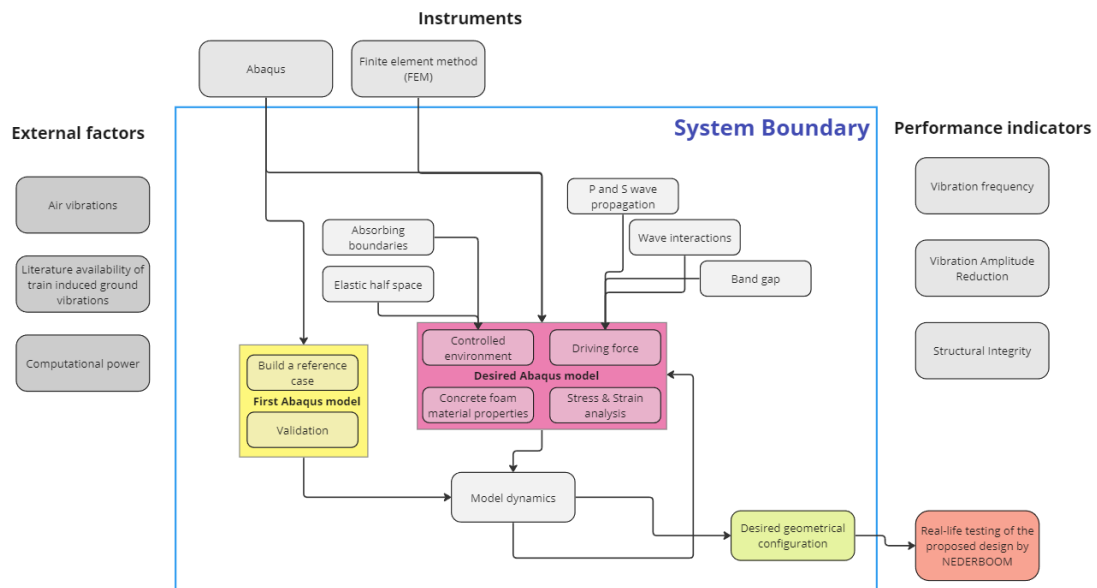 Instruments
Abaqus
Finite element method
(FEM)
External factors
System Boundary
Performance indicators
Air vibrations
Literature availability of
train induced ground
vibrations
Computational power
P and S wave
propagation
Absorbing
boundaries
Wave interactions
Elastic half space
Band gap
Vibration frequency
Vibration Amplitude
Reduction
Structural Integrity
Build a reference
case
First Abaqus model
Validation
Controlled
environment
Driving force
Desired Abaqus model
Concrete foam
material properties
Stress & Strain
analysis
Model dynamics
Desired geometrical
configuration
Real-life testing of the
proposed design by
NEDERBOOM